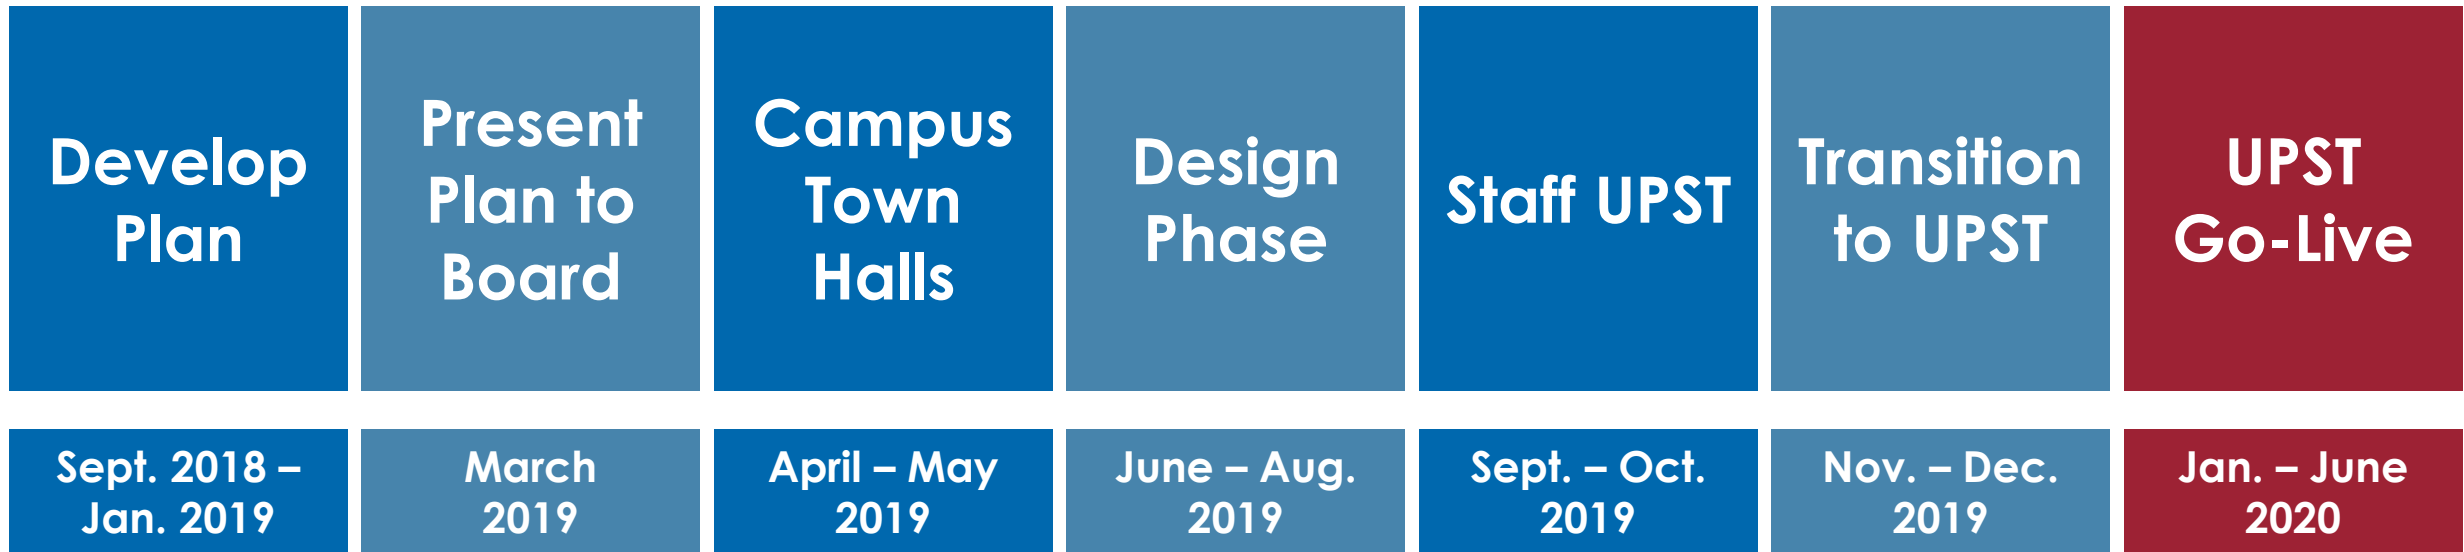 Develop
Plan
Present
Plan to
Board
Campus
Town
Halls
Design
Phase
Staff UPST
Transition
to UPST
UPST
Go-Live
Sept. 2018 –
Jan. 2019
March
2019
April – May
2019
June – Aug.
2019
Sept. – Oct.
2019
Nov. – Dec.
2019
Jan. – June
2020